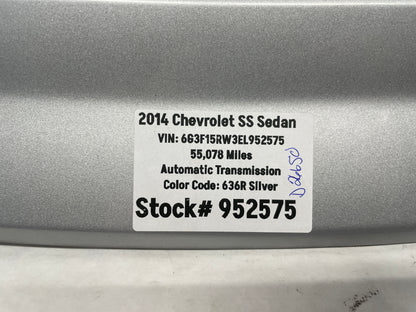 2014 Chevrolet SS Sedan
VIN: 6G3F15RW3EL952575
55,078 Miles
Automatic Transmission
Color Code: 636R Silver
Stock# 952575